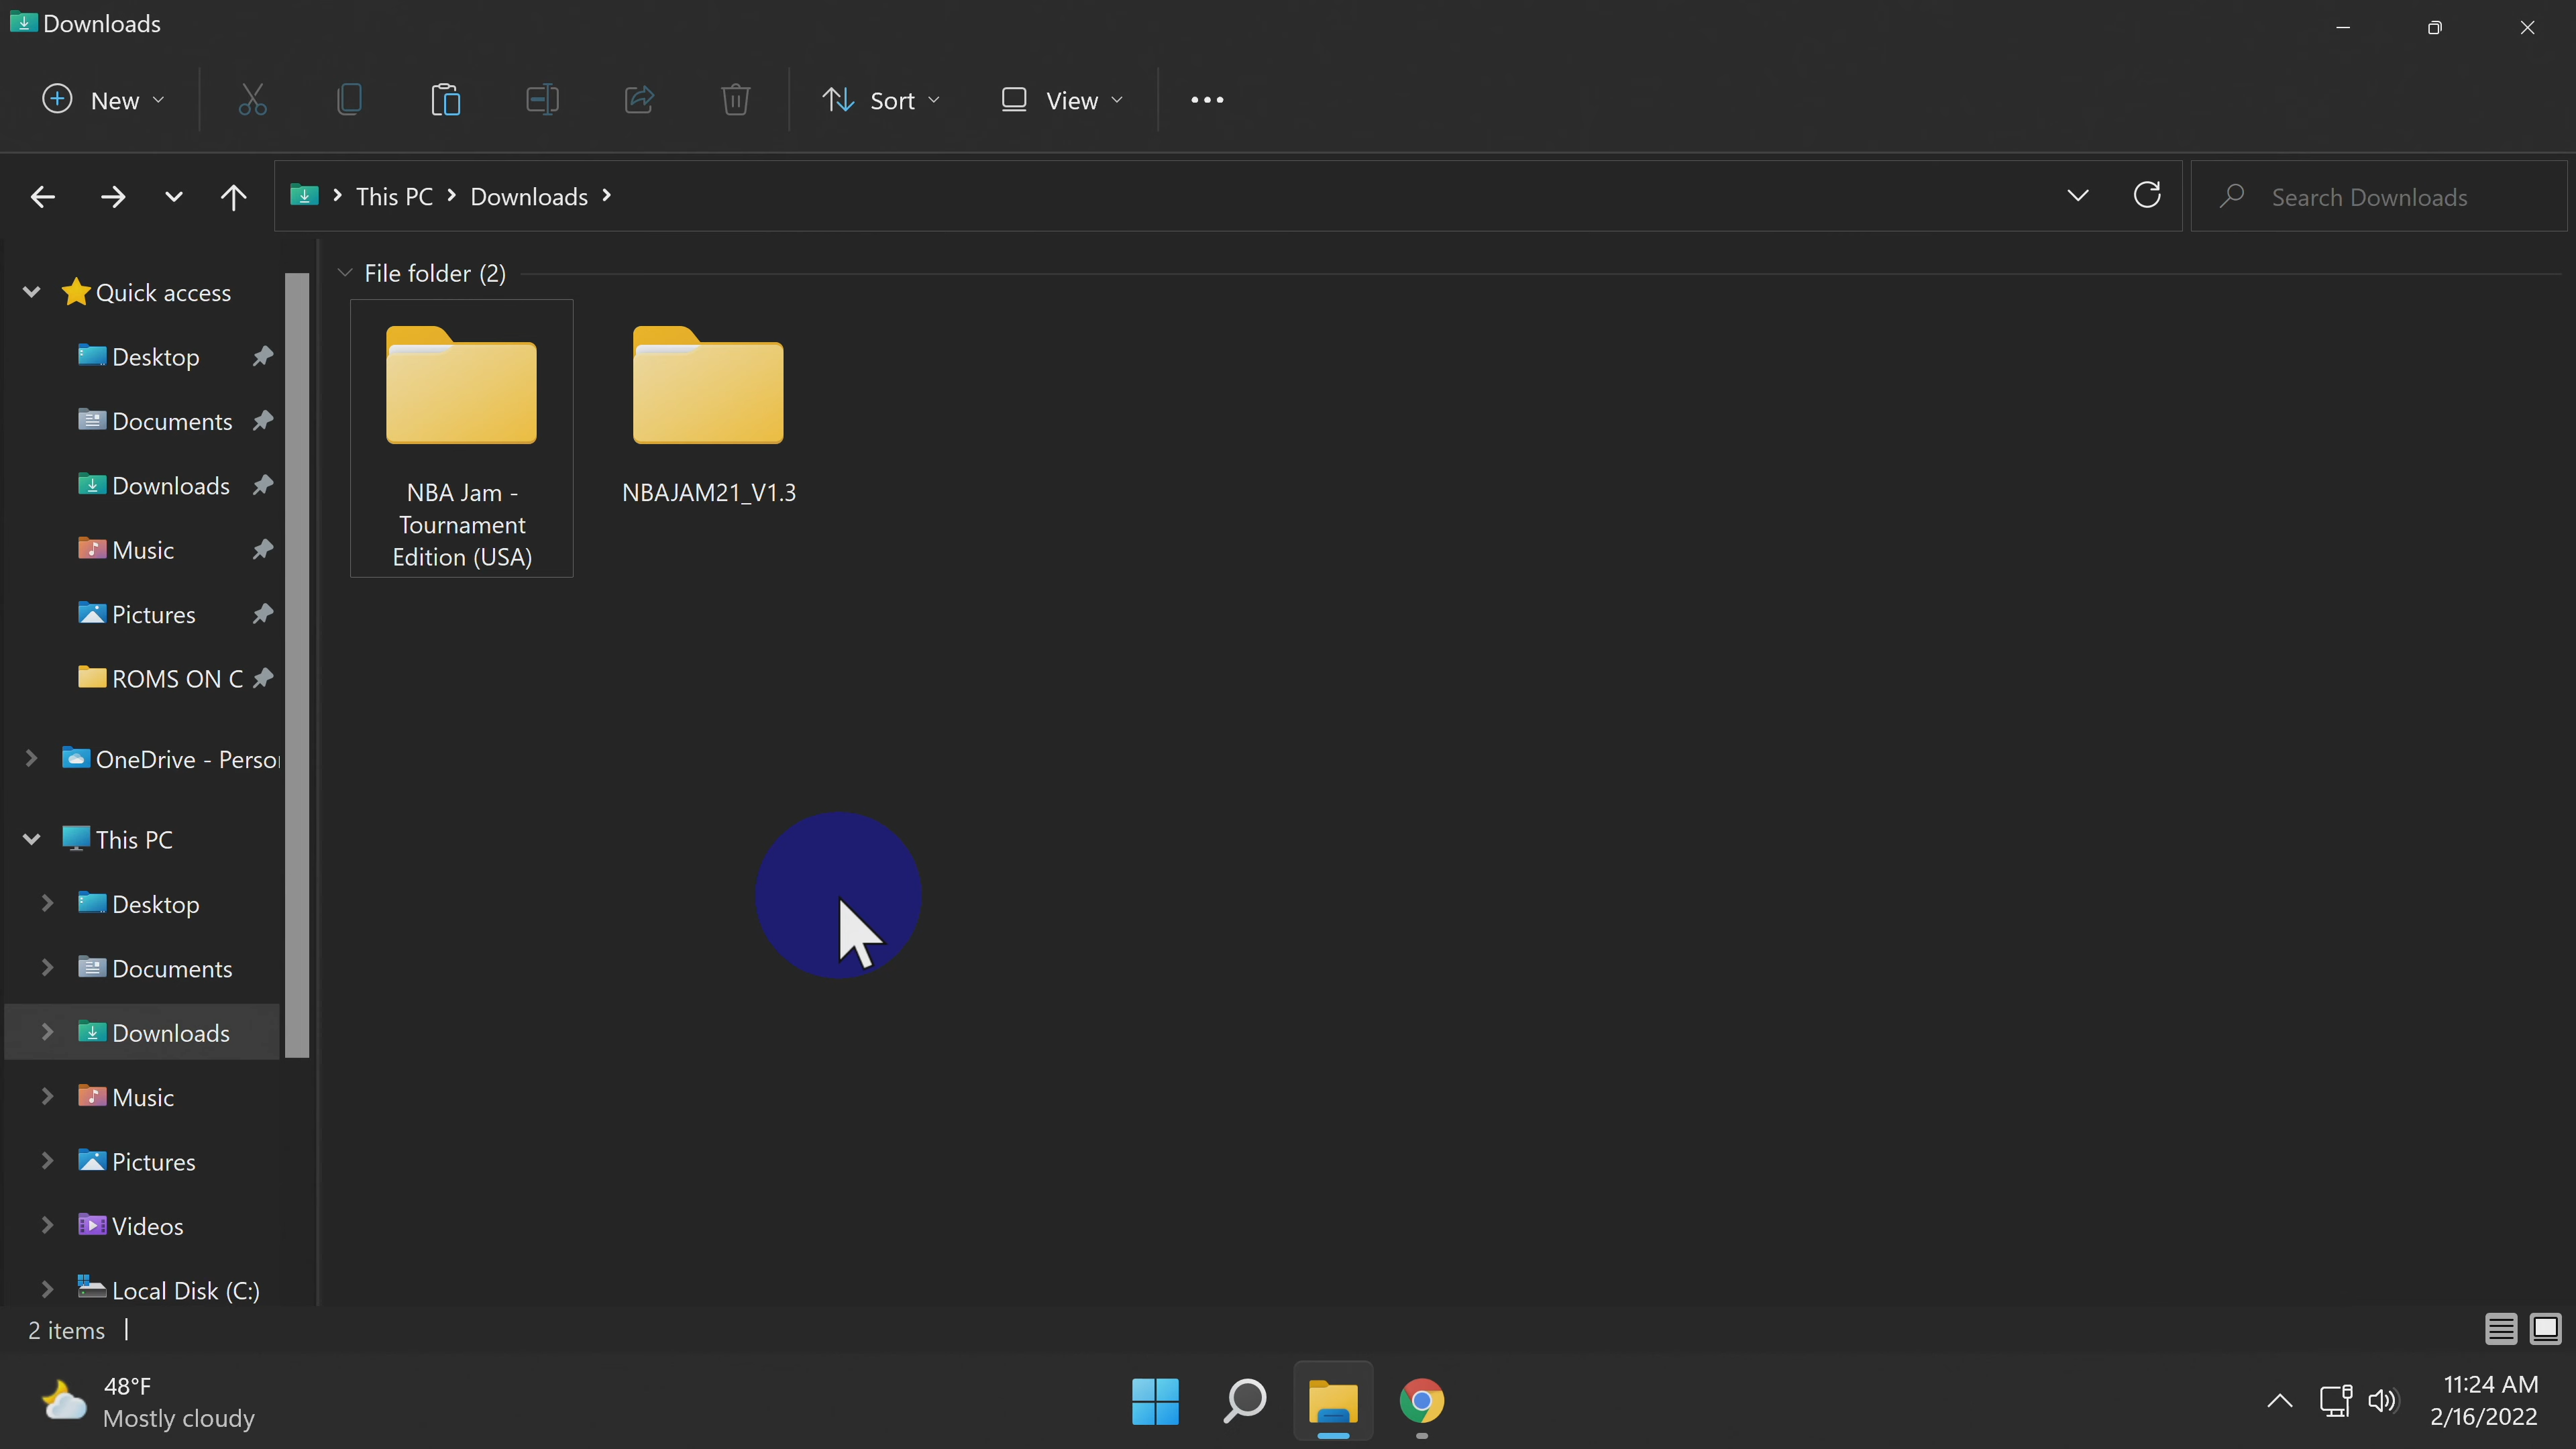 Downloads
New
Sort
View
This PC
Downloads
Search Downloads
Quick access
Desktop
Documents
Downloads
Music
Pictures
ROMS ON C
OneDrive - Perso
This PC
Desktop
Documents
Downloads
Music
Pictures
Videos
Local Disk (C:)
File folder (2)
NBA Jam -
Tournament
Edition (USA)
NBAJAM21_V1.3
2 items
48°F
Mostly cloudy
11:24 AM
2/16/2022